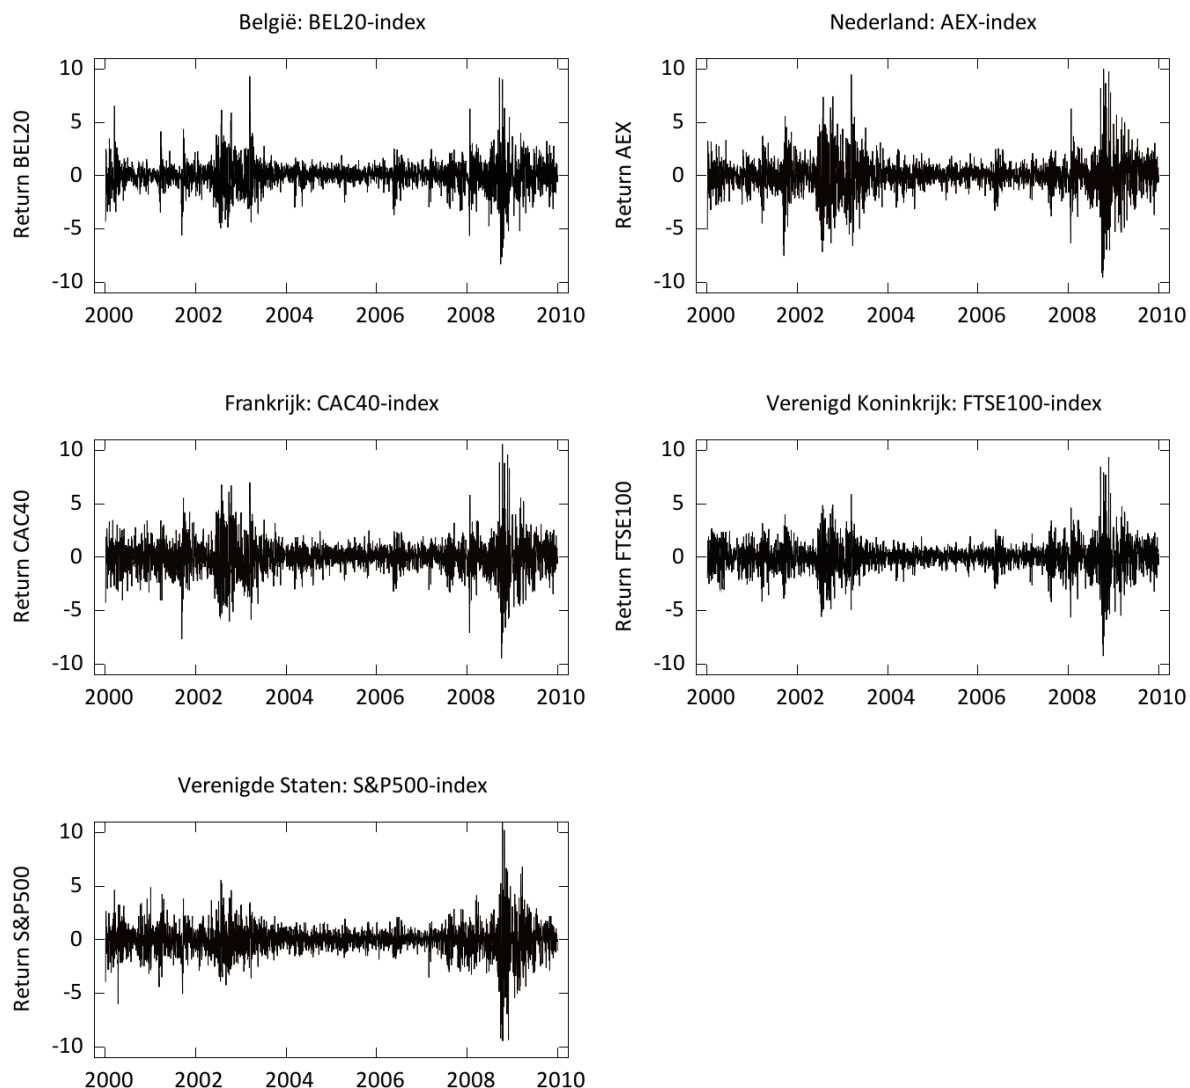 België: BEL20-index
Return BEL20
10
5
0
-5
-10
2000 2002 2004 2006 2008 2010
Nederland: AEX-index
Return AEX
10
5
0
-5
-10
2000 2002 2004 2006 2008 2010
Frankrijk: CAC40-index
Return CAC40
10
5
0
-5
-10
2000 2002 2004 2006 2008 2010
Verenigd Koninkrijk: FTSE100-index
Return FTSE100
10
5
0
-5
-10
2000 2002 2004 2006 2008 2010
Verenigde Staten: S&P500-index
Return S&P500
10
5
0
-5
-10
2000 2002 2004 2006 2008 2010